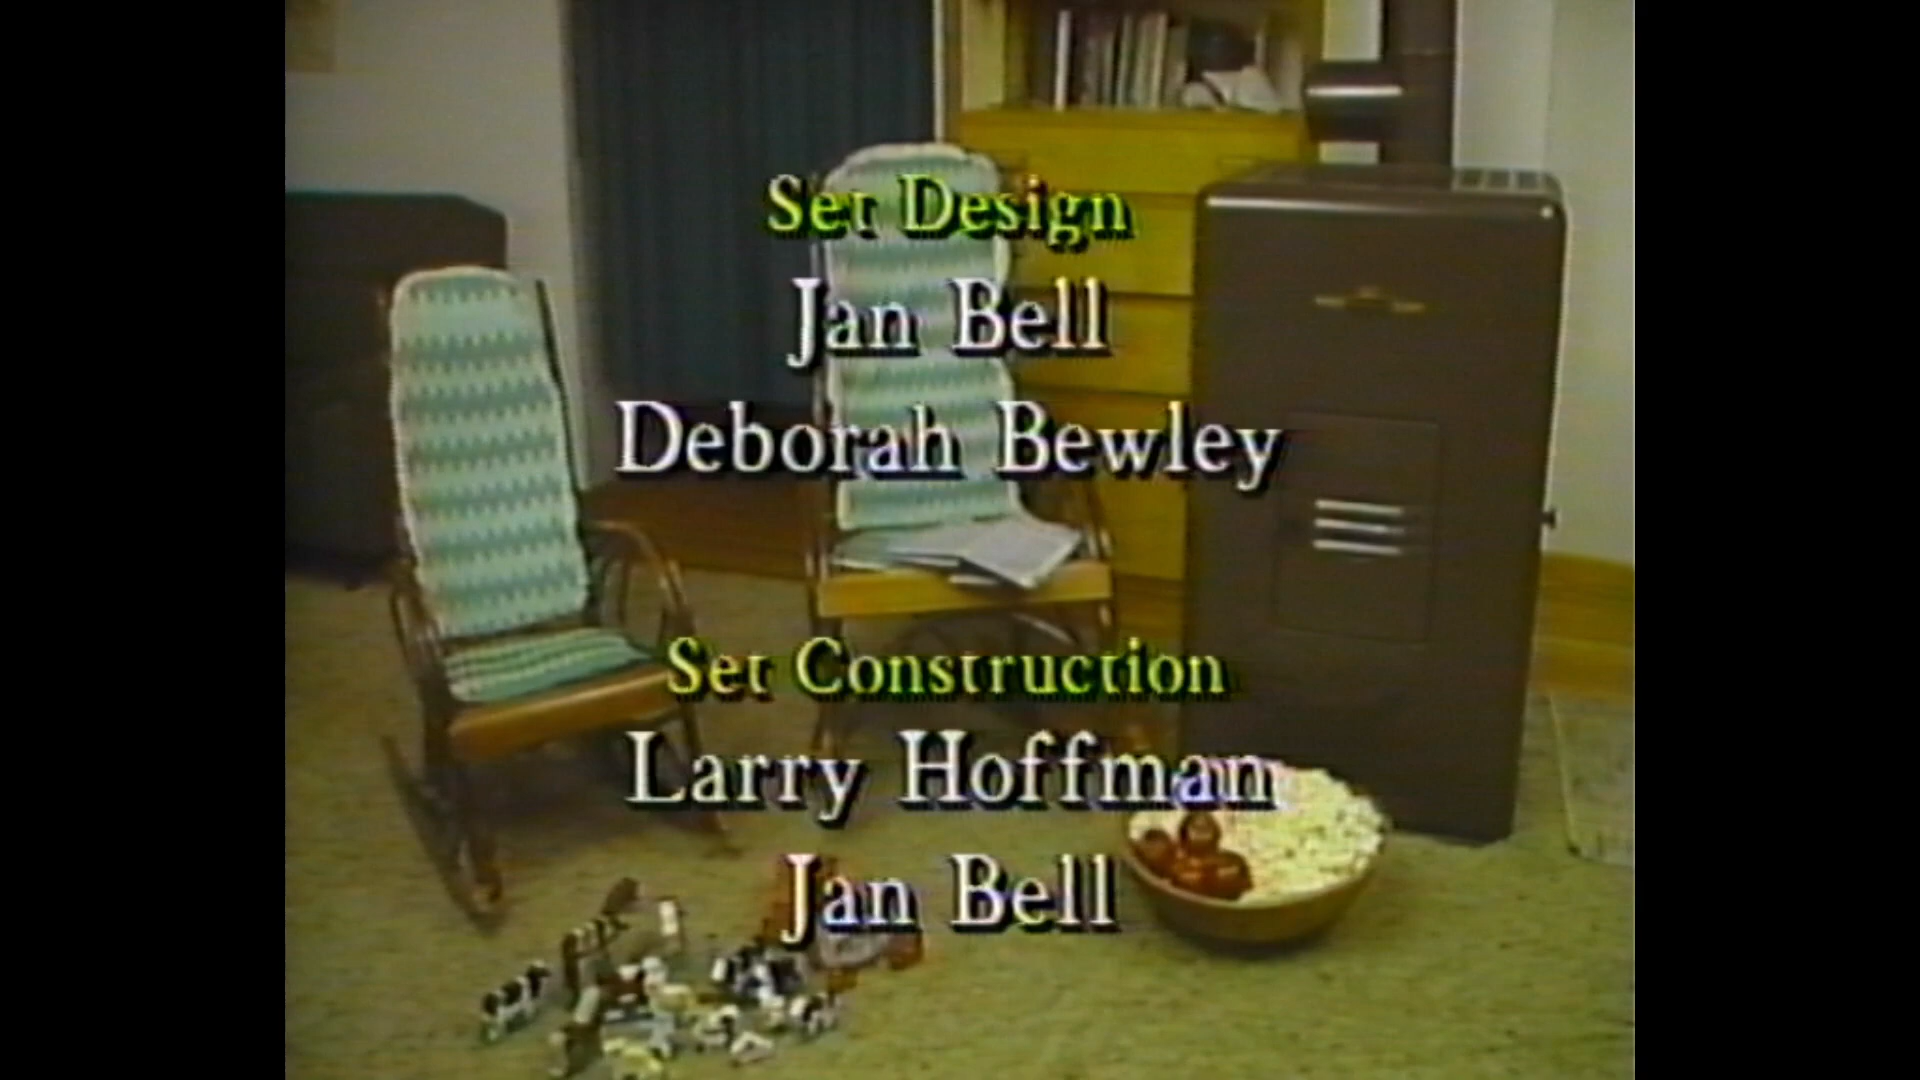 Set Design
Jan Bell
Deborah Bewley
Set Construction
Larry Hoffman
Jan Bell